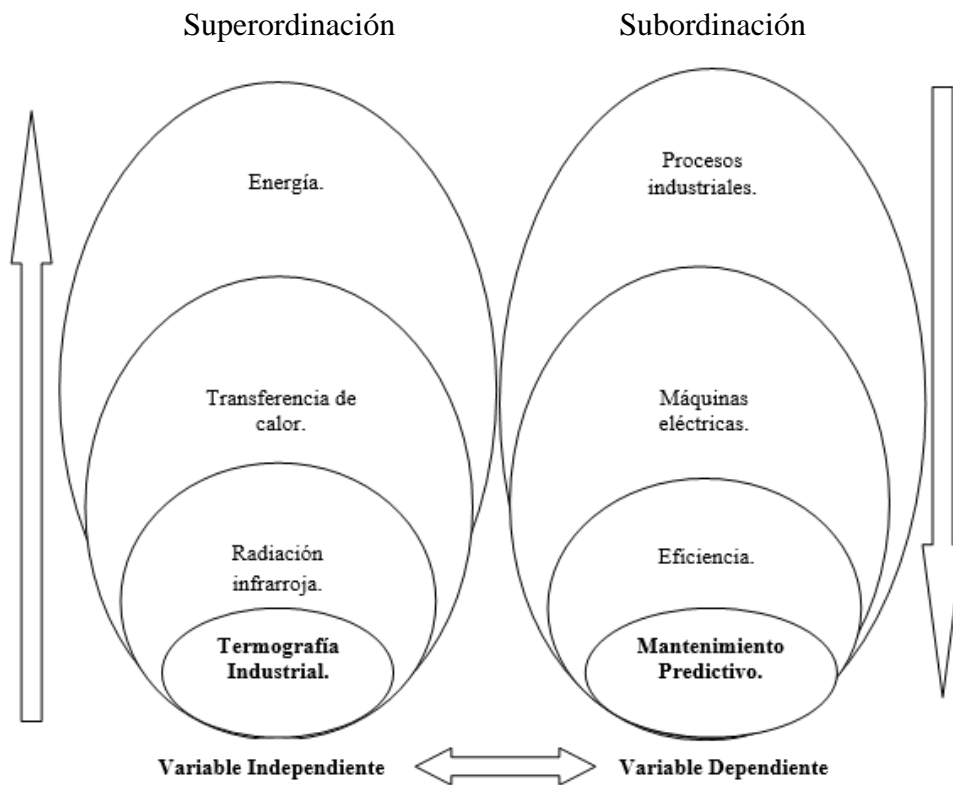 Superordinación
Subordinación
Energía.
Procesos
industriales.
Transferencia de
calor.
Máquinas
eléctricas.
Radiación
infrarroja.
Eficiencia.
Termografía
Industrial.
Mantenimiento
Predictivo.
Variable Independiente
Variable Dependiente